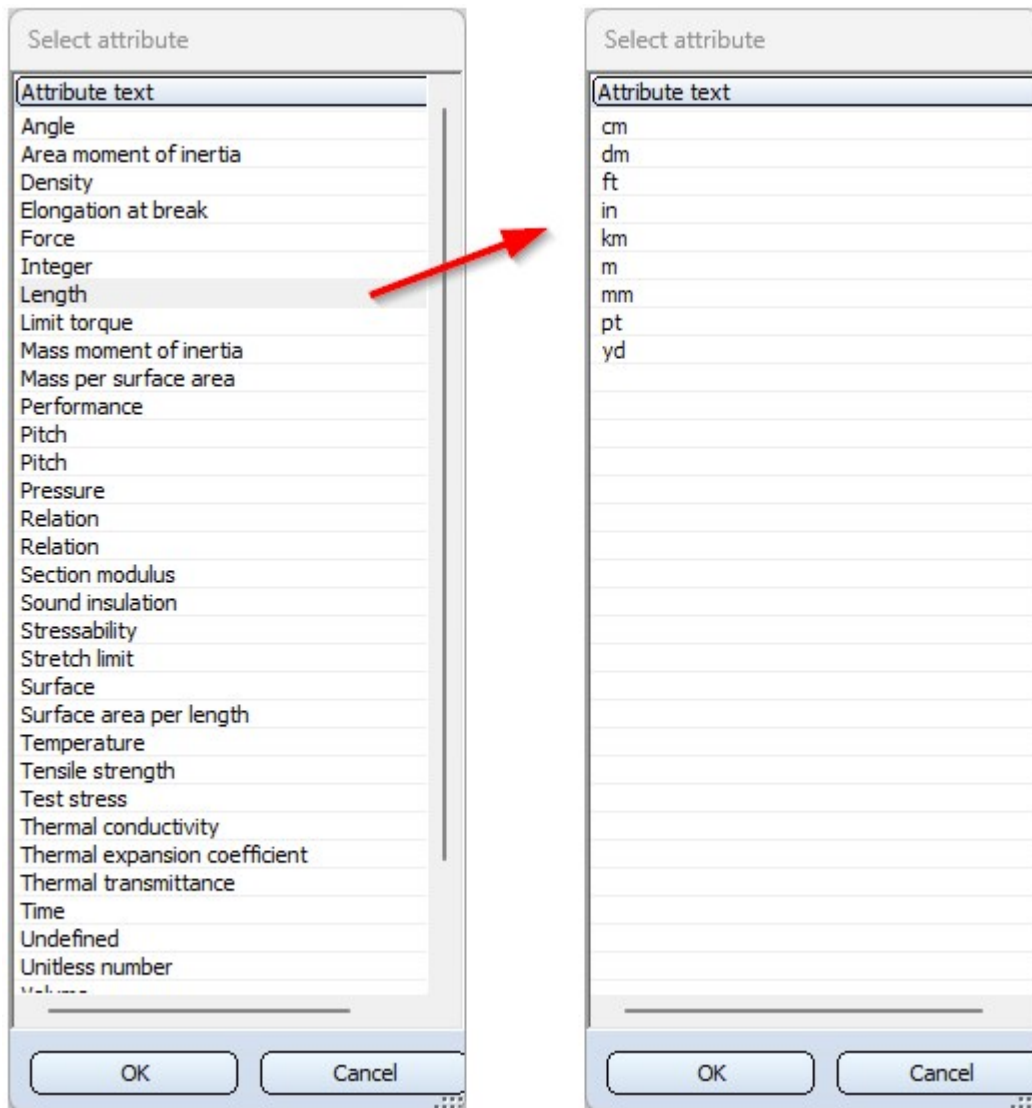 Select attribute
Attribute text
Angle
Area moment of inertia
Density
Elongation at break
Force
Integer
Length
Limit torque
Mass moment of inertia
Mass per surface area
Performance
Pitch
Pitch
Pressure
Relation
Relation
Section modulus
Sound insulation
Stressability
Stretch limit
Surface
Surface area per length
Temperature
Tensile strength
Test stress
Thermal conductivity
Thermal expansion coefficient
Thermal transmittance
Time
Undefined
Unitless number
OK
Cancel
Select attribute
Attribute text
cm
dm
ft
in
km
m
mm
pt
yd
OK
Cancel